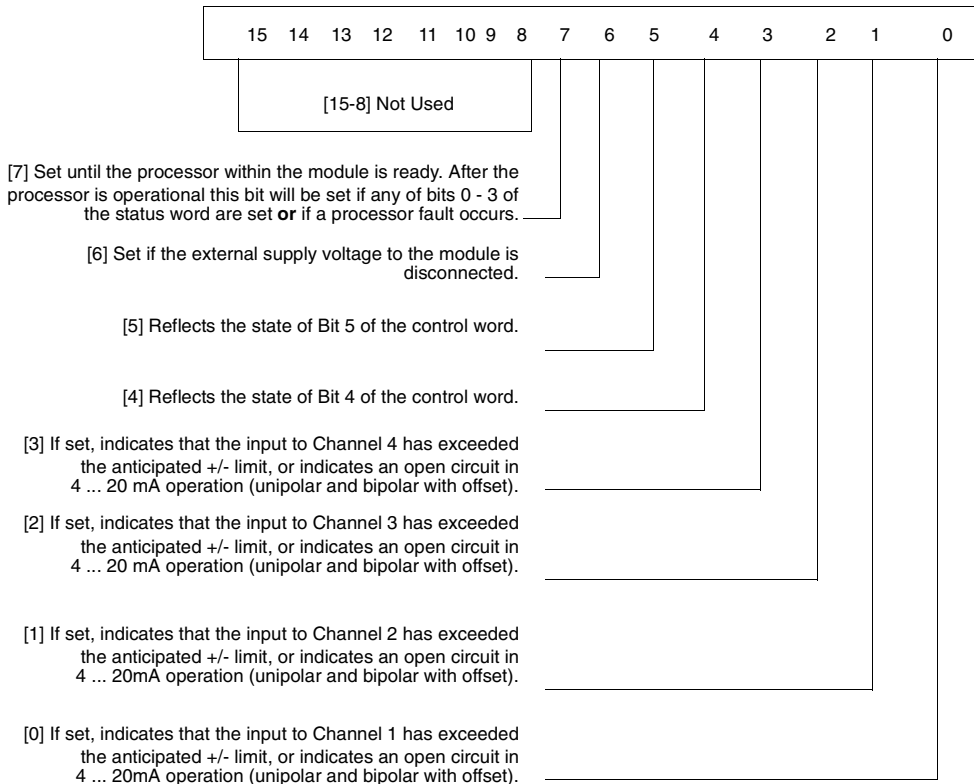 15 14 13 12 11 10 9 8 7 6 5 4 3 2 1 0
[15-8] Not Used
[7] Set until the processor within the module is ready. After the
processor is operational this bit will be set if any of bits 0 - 3 of
the status word are set or if a processor fault occurs.
[6] Set if the external supply voltage to the module is
disconnected.
[5] Reflects the state of Bit 5 of the control word.
[4] Reflects the state of Bit 4 of the control word.
[3] If set, indicates that the input to Channel 4 has exceeded
the anticipated +/- limit, or indicates an open circuit in
4 ... 20 mA operation (unipolar and bipolar with offset).
[2] If set, indicates that the input to Channel 3 has exceeded
the anticipated +/- limit, or indicates an open circuit in
4 ... 20 mA operation (unipolar and bipolar with offset).
[1] If set, indicates that the input to Channel 2 has exceeded
the anticipated +/- limit, or indicates an open circuit in
4 ... 20mA operation (unipolar and bipolar with offset).
[0] If set, indicates that the input to Channel 1 has exceeded
the anticipated +/- limit, or indicates an open circuit in
4 ... 20mA operation (unipolar and bipolar with offset).